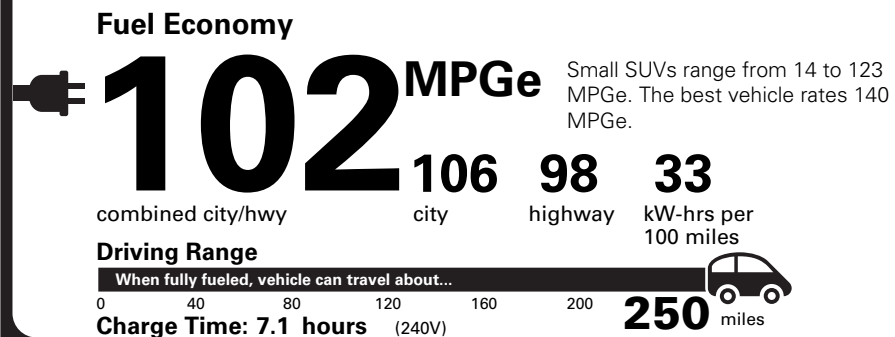 Fuel Economy
102 MPGe
Small SUVs range from 14 to 123
MPGe. The best vehicle rates 140
MPGe.
106 98 33
combined city/hwy city highway kW-hrs per
100 miles
Driving Range
When fully fueled, vehicle can travel about...
0 40 80 120 160 200 250 miles
Charge Time: 7.1 hours (240V)